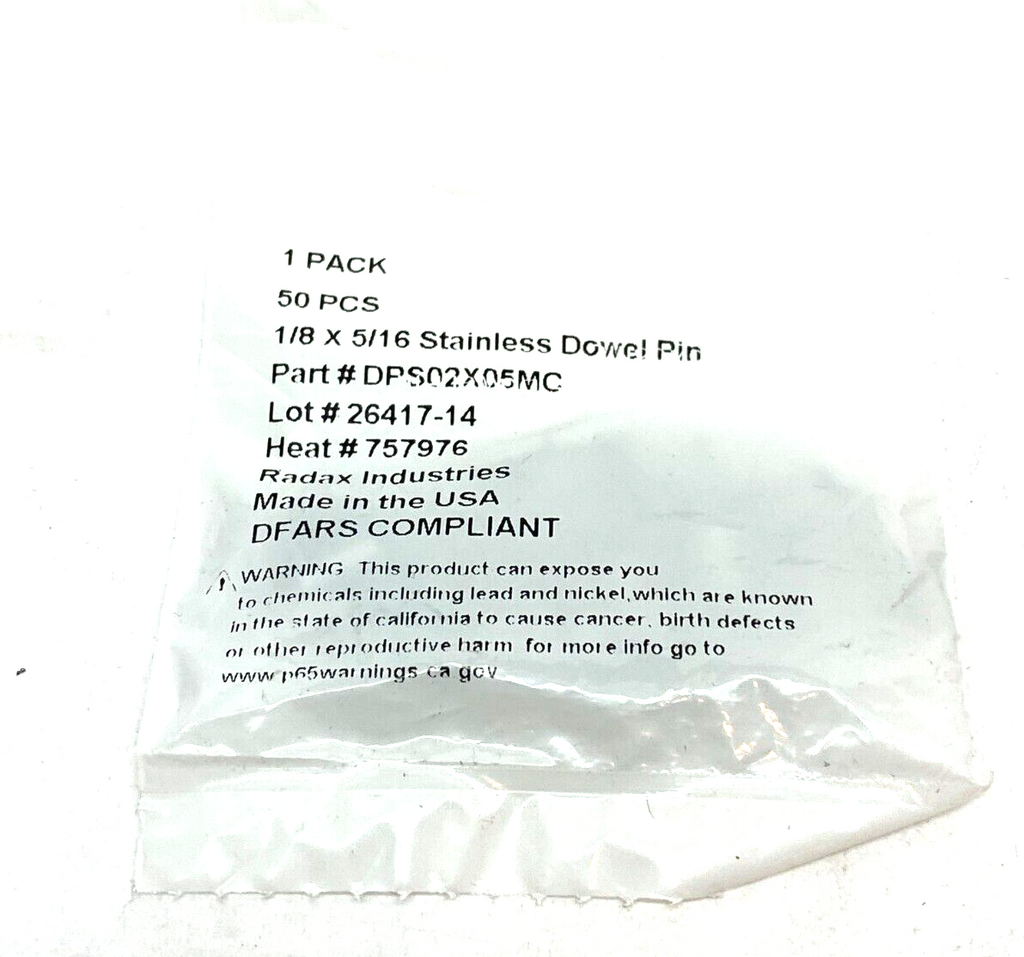 1 PACK
50 PCS
1/8 X 5/16 Stainless Dowel Pin
Part # DPS02X05MC
Lot # 26417-14
Heat # 757976
Radax Industries
Made in the USA
DFARS COMPLIANT
⚠ WARNING This product can expose you
to chemicals including lead and nickel,which are known
in the state of california to cause cancer, birth defects
or other reproductive harm for more info go to
www.p65warnings.ca.gov